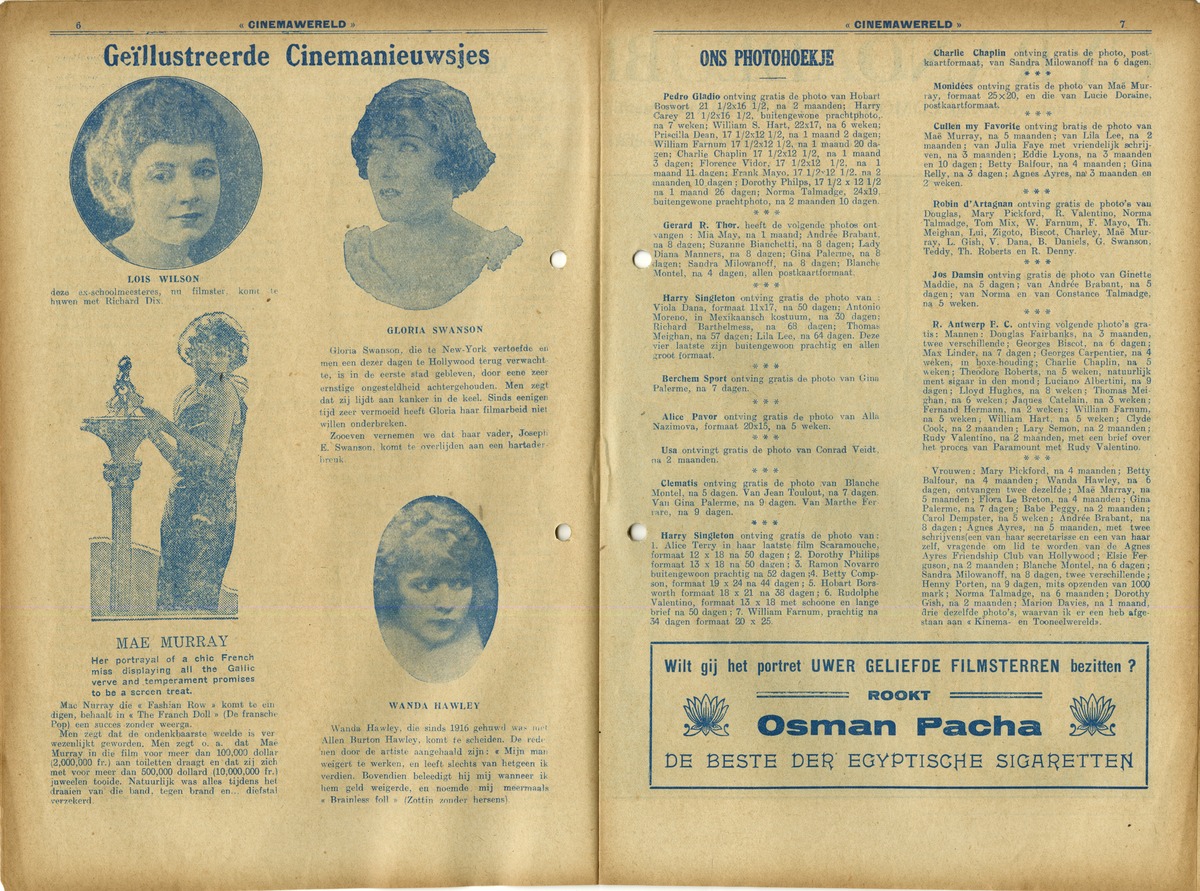 6
« CINEMAWERELD »
Geïllustreerde Cinemanieuwsjes
LOIS WILSON
deze ex-schoolmeesteres, nu filmster, komt te
huwen met Richard Dix.
MAE MURRAY
Her portrayal of a chic French
miss displaying all the Gallic
verve and temperament promises
to be a screen treat.
Mac Nurray die « Fashian Row » komt te ein
digen, behaalt in « The Franch Doll » (De fransche
Pop) een succes zonder weerga.
Men zegt dat de ondenkbaarste weelde is ver
wezenlijkt geworden. Men zegt o. a. dat Maë
Murray in die film voor meer dan 100,000 dollar
(2,000,000 fr.) aan toiletten draagt en dat zij zich
met voor meer dan 500,000 dollard (10,000,000 fr.)
juweelen tooide. Natuurlijk was alles tijdens het
draaien van die band, tegen brand en... diefstal
verzekerd.
GLORIA SWANSON
Gloria Swanson, die te New-York vertoefde en
men een dezer dagen te Hollywood terug verwacht-
te, is in de eerste stad gebleven, door eene zeer
ernstige ongesteldheid achtergehouden. Men zegt
dat zij lijdt aan kanker in de keel. Sinds eenigen
tijd zeer vermoeid heeft Gloria haar filmarbeid niet
willen onderbreken.
Zooeven vernemen we dat haar vader, Joseph
E. Swanson, komt te overlijden aan een hartader-
breuk.
WANDA HAWLEY
Wanda Hawley, die sinds 1916 gehuwd was met
Allen Burton Hawley, komt te scheiden. De rede-
nen door de artiste aangehaald zijn: « Mijn man
weigert te werken, en leeft slechts van hetgeen ik
verdien. Bovendien beleedigt hij mij wanneer ik
hem geld weigerde, en noemde mij meermaals
« Brainless foll » (Zottin zonder hersens).
« CINEMAWERELD »
7
ONS PHOTOHOEKJE
Pedro Gladio ontving gratis de photo van Hobart
Boswort 21 1/2x16 1/2, na 2 maanden; Harry
Carey 21 1/2x16 1/2, buitengewone prachtphoto,
na 7 weken; William S. Hart, 22x17, na 6 weken;
Priscilla Dean, 17 1/2x12 1/2, na 1 maand 2 dagen;
William Farnum 17 1/2x12 1/2, na 1 maand 20 da-
gen; Charlie Chaplin 17 1/2x12 1/2, na 1 maand
3 dagen; Florence Vidor, 17 1/2x12 1/2, na 1
maand 11 dagen; Frank Mayo, 17 1/2x12 1/2, na 2
maanden 10 dagen; Dorothy Philps, 17 1/2 x 12 1/2
na 1 maand 26 dagen; Norma Talmadge, 24x19,
buitengewone prachtphoto, na 2 maanden 10 dagen.
* * *
Gerard R. Thor. heeft de volgende photos ont-
vangen : Mia May, na 1 maand; Andrée Brabant,
na 8 dagen; Suzanne Bianchetti, na 8 dagen; Lady
Diana Manners, na 8 dagen; Gina Palerme, na 8
dagen; Sandra Milowanoff, na 8 dagen; Blanche
Montel, na 4 dagen, allen postkaartformaat.
* * *
Harry Singleton ontving gratis de photo van :
Viola Dana, formaat 11x17, na 50 dagen; Antonio
Moreno, in Mexikaansch kostuum, na 30 dagen;
Richard Barthelmess, na 68 dagen; Thomas
Meighan, na 57 dagen; Lila Lee, na 64 dagen. Deze
vier laatste zijn buitengewoon prachtig en allen
groot formaat.
* * *
Berchem Sport ontving gratis de photo van Gina
Palerme, na 7 dagen.
* * *
Alice Pavor ontving gratis de photo van Alla
Nazimova, formaat 20x15, na 5 weken.
* * *
Usa ontvingt gratis de photo van Conrad Veidt,
na 2 maanden.
* * *
Clematis ontving gratis de photo van Blanche
Montel, na 5 dagen. Van Jean Toulout, na 7 dagen.
Van Gina Palerme, na 9 dagen. Van Marthe Fer-
rare, na 9 dagen.
* * *
Harry Singleton ontving gratis de photo van:
1. Alice Terry in haar laatste film Scaramouche,
formaat 12 x 18 na 50 dagen; 2. Dorothy Philips
formaat 13 x 18 na 50 dagen; 3. Ramon Novarro
buitengewoon prachtig na 52 dagen ;4. Betty Comp-
son, formaat 19 x 24 na 44 dagen; 5. Hobart Bors-
worth formaat 18 x 21 na 38 dagen; 6. Rudolphe
Valentino, formaat 13 x 18 met schoone en lange
brief na 50 dagen; 7. William Farnum, prachtig na
34 dagen formaat 20 x 25.
Charlie Chaplin ontving gratis de photo, post-
kaartformaat, van Sandra Milowanoff na 6 dagen.
* * *
Monidées ontving gratis de photo van Maë Mur-
ray, formaat 25×20, en die van Lucie Doraine,
postkaartformaat.
* * *
Cullen my Favorite ontving bratis de photo van
Maë Murray, na 5 maanden; van Lila Lee, na 2
maanden; van Julia Faye met vriendelijk schrij-
ven, na 3 maanden; Eddie Lyons, na 3 maanden
en 10 dagen; Betty Balfour, na 4 maanden; Gina
Relly, na 3 dagen; Agnes Ayres, na 3 maanden en
2 weken.
* * *
Robin d'Artagnan ontving gratis de photo's van
Douglas, Mary Pickford, R. Valentino, Norma
Talmadge, Tom Mix, W. Farnum, F. Mayo, Th.
Meighan, Lui, Zigoto, Biscot, Charley, Maë Mur-
ray, L. Gish, V. Dana, B. Daniels, G. Swanson,
Teddy, Th. Roberts en R. Denny.
* * *
Jos Damsin ontving gratis de photo van Ginette
Maddie, na 5 dagen; van Andrée Brabant, na 5
dagen; van Norma en van Constance Talmadge,
na 5 weken.
* * *
R. Antwerp F. C. ontving volgende photo's gra-
tis: Mannen: Douglas Fairbanks, na 3 maanden,
twee verschillende; Georges Biscot, na 6 dagen;
Max Linder, na 7 dagen; Georges Carpentier, na 4
weken, in boxe-houding; Charlie Chaplin, na 5
weken; Theodore Roberts, na 5 weken, natuurlijk
ment sigaar in den mond; Luciano Albertini, na 9
dagen; Lloyd Hughes, na 8 weken; Thomas Mei-
ghan, na 6 weken; Jaques Catelain, na 3 weken;
Fernand Hermann, na 2 weken; William Farnum,
na 5 weken; William Hart, na 5 weken; Clyde
Cook, na 2 maanden; Lary Semon, na 2 maanden;
Rudy Valentino, na 2 maanden, met een brief over
het proces van Paramount met Rudy Valentino.
* * *
Vrouwen: Mary Pickford, na 4 maanden; Betty
Balfour, na 4 maanden; Wanda Hawley, na 6
dagen, ontvangen twee dezelfde; Maë Marray, na
5 maanden; Flora Le Breton, na 4 maanden; Gina
Palerme, na 7 dagen; Babe Peggy, na 2 maanden;
Carol Dempster, na 5 weken; Andrée Brabant, na
8 dagen; Agnes Ayres, na 5 maanden, met twee
schrijvens(een van haar secretarisse en een van haar
zelf, vragende om lid te worden van de Agnes
Ayres Friendship Club van Hollywood; Elsie Fer
guson, na 2 maanden; Blanche Montel, na 6 dagen;
Sandra Milowanoff, na 8 dagen, twee verschillende;
Henny Porten, na 9 dagen, mits opzenden van 1000
mark; Norma Talmadge, na 6 maanden; Dorothy
Gish, na 2 maanden; Marion Davies, na 1 maand,
drie dezelfde photo's, waarvan ik er een heb afge-
staan aan « Kinema- en Tooneelwereld».
Wilt gij het portret UWER GELIEFDE FILMSTERREN bezitten ?
ROOKT
Osman Pacha
DE BESTE DER EGYPTISCHE SIGARETTEN